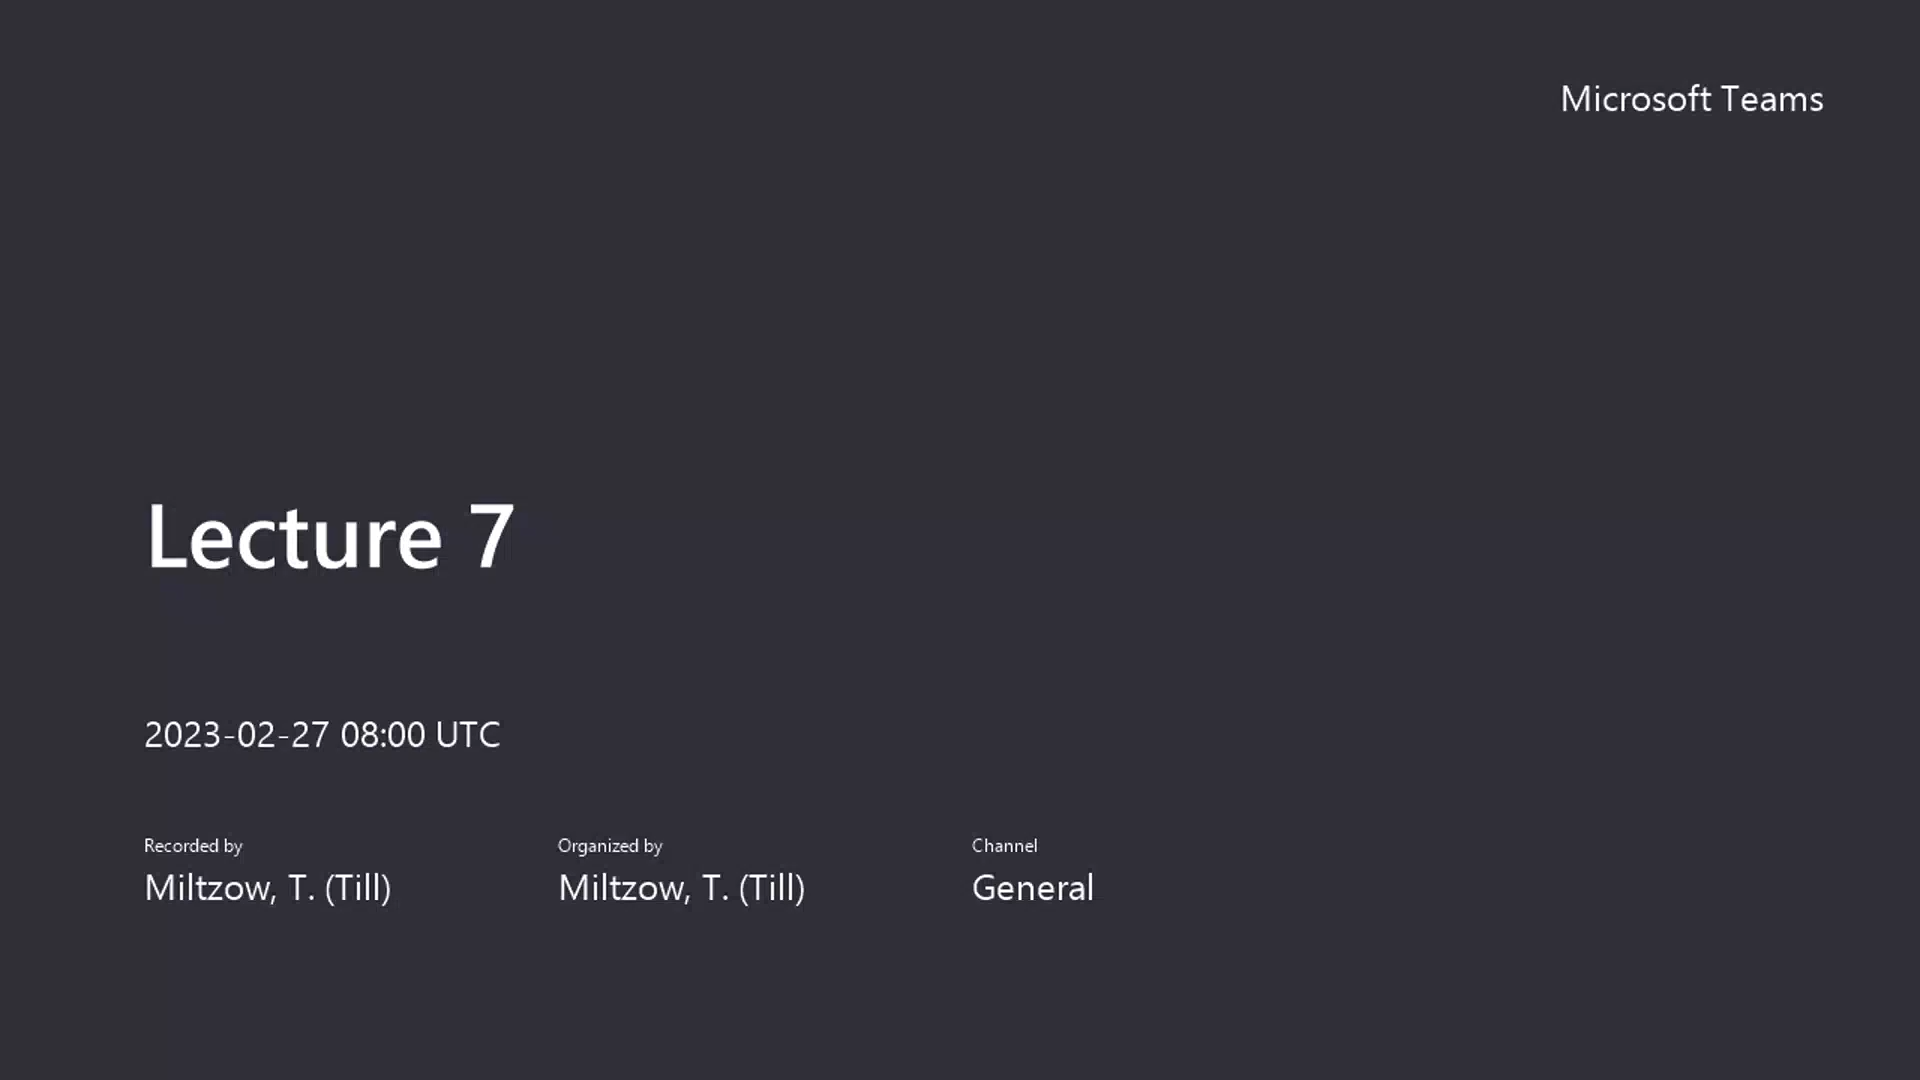 Microsoft Teams
Lecture 7
2023-02-27 08:00 UTC
Recorded by
Miltzow, T. (Till)
Organized by
Miltzow, T. (Till)
Channel
General